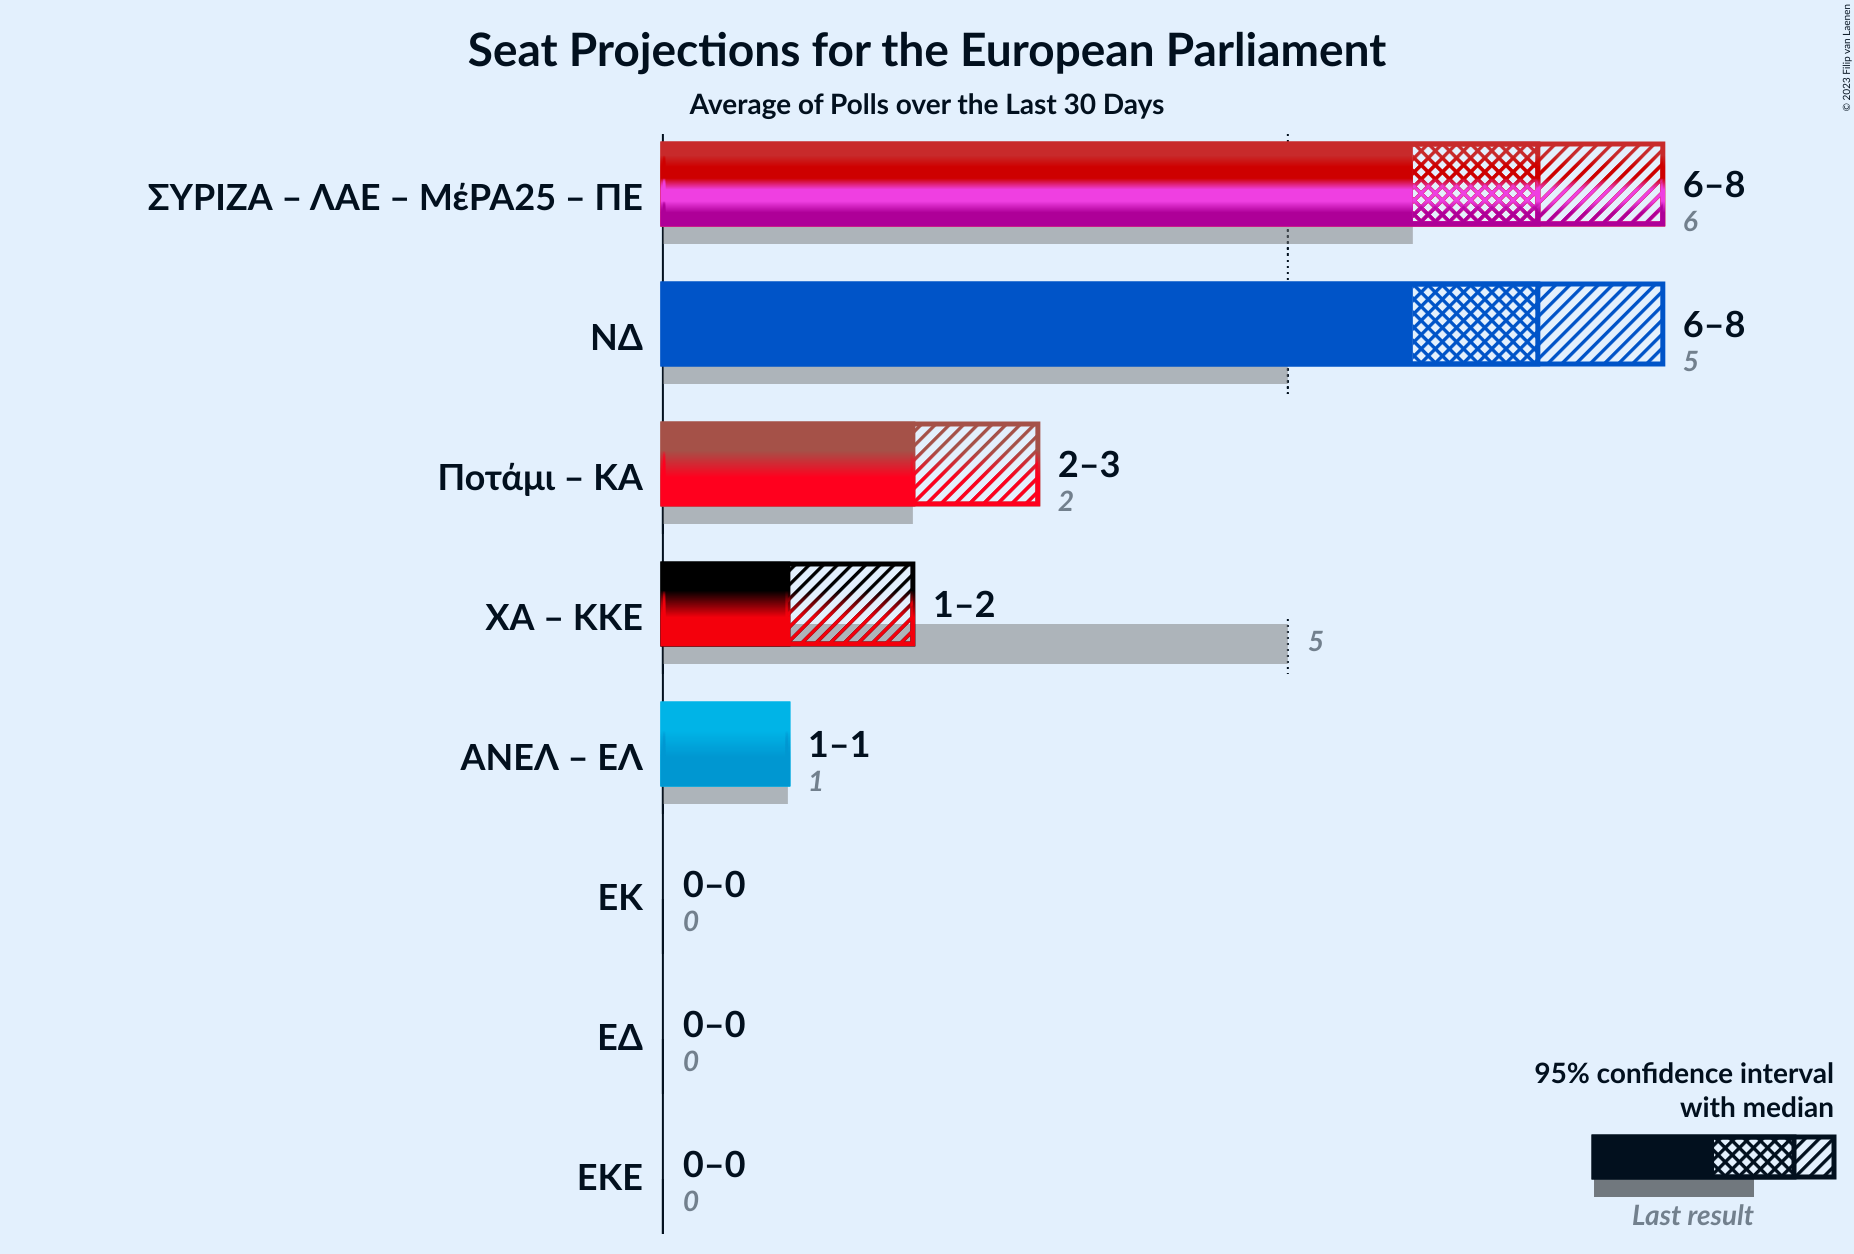 Seat Projections for the European Parliament
Average of Polls over the Last 30 Days
© 2023 Filip van Laenen
ΣΥΡΙΖΑ – ΛΑΕ – ΜέΡΑ25 – ΠΕ
6–8
6
ΝΔ
6–8
5
Ποτάμι – ΚΑ
2–3
2
ΧΑ – ΚΚΕ
1–2
5
ΑΝΕΛ – ΕΛ
1–1
1
ΕΚ
0–0
0
ΕΔ
0–0
0
ΕΚΕ
0–0
0
95% confidence interval
with median
Last result